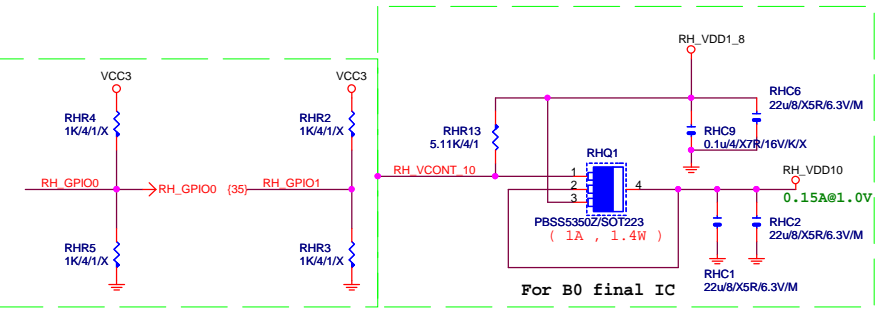 RH_VDD1_8
VCC3
VCC3
RHC6
22u/8/X5R/6.3V/M
RHR4
1K/4/1/X
RHR2
1K/4/1/X
RHR13
5.11K/4/1
RHC9
0.1u/4/X7R/16V/K/X
RHQ1
RH_VCONT_10
1
2
3
4
RH_VDD10
0.15A@1.0V
RH_GPIO0
RH_GPIO0 {35}
RH_GPIO1
PBSS5350Z/SOT223
( 1A , 1.4W )
RHC2
22u/8/X5R/6.3V/M
RHR5
1K/4/1/X
RHR3
1K/4/1/X
RHC1
22u/8/X5R/6.3V/M
For B0 final IC